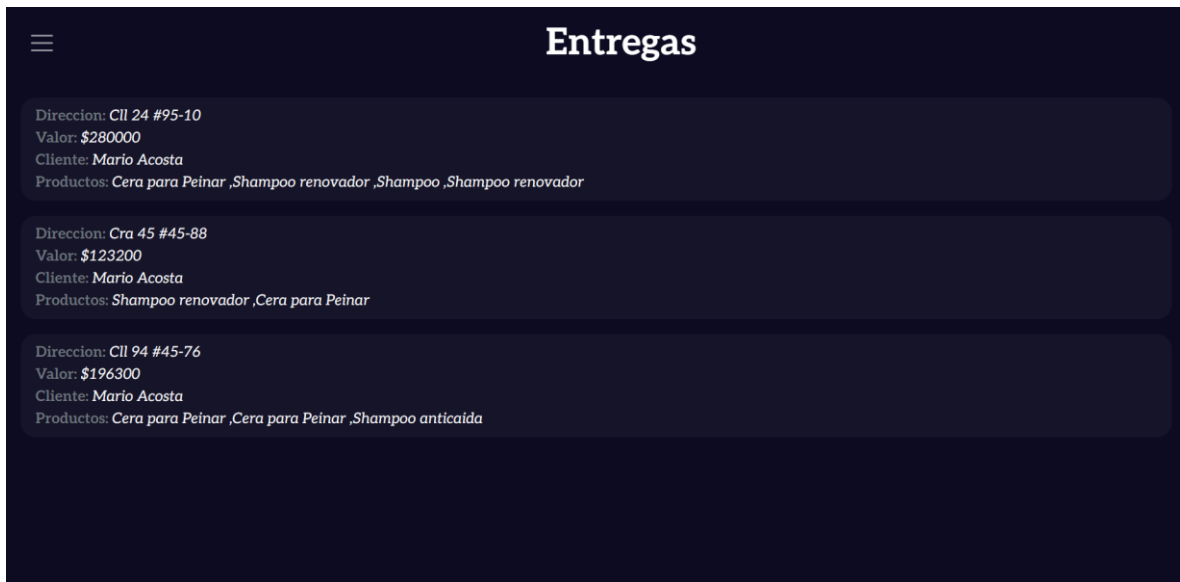 Entregas
Direccion: Cll 24 #95-10
Valor: $280000
Cliente: Mario Acosta
Productos: Cera para Peinar ,Shampoo renovador ,Shampoo ,Shampoo renovador
Direccion: Cra 45 #45-88
Valor: $123200
Cliente: Mario Acosta
Productos: Shampoo renovador ,Cera para Peinar
Direccion: Cll 94 #45-76
Valor: $196300
Cliente: Mario Acosta
Productos: Cera para Peinar ,Cera para Peinar ,Shampoo anticaida